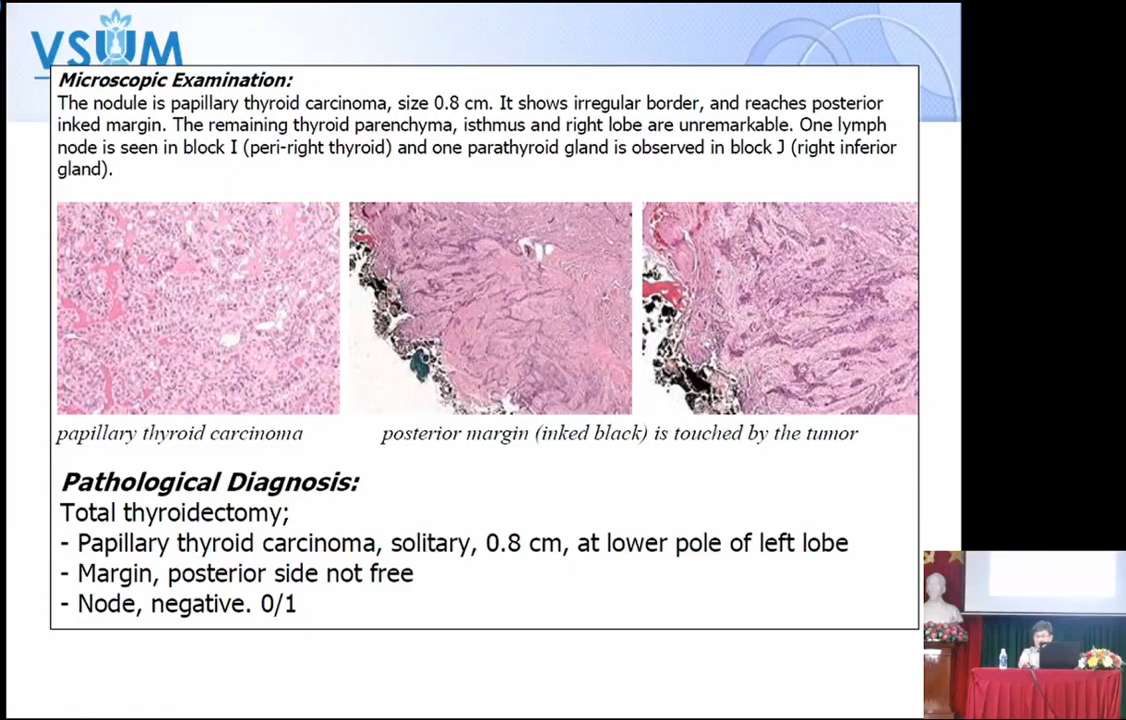 VSUM
Microscopic Examination:
The nodule is papillary thyroid carcinoma, size 0.8 cm. It shows irregular border, and reaches posterior
inked margin. The remaining thyroid parenchyma, isthmus and right lobe are unremarkable. One lymph
node is seen in block I (peri-right thyroid) and one parathyroid gland is observed in block J (right inferior
gland).
papillary thyroid carcinoma
posterior margin (inked black) is touched by the tumor
Pathological Diagnosis:
Total thyroidectomy;
- Papillary thyroid carcinoma, solitary, 0.8 cm, at lower pole of left lobe
- Margin, posterior side not free
- Node, negative. 0/1